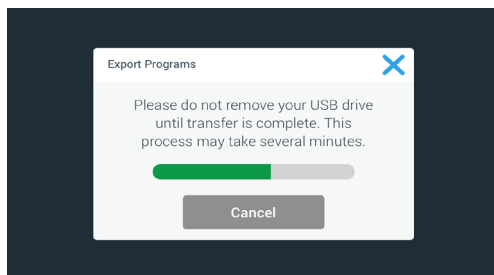 Export Programs
Please do not remove your USB drive
until transfer is complete. This
process may take several minutes.
Cancel